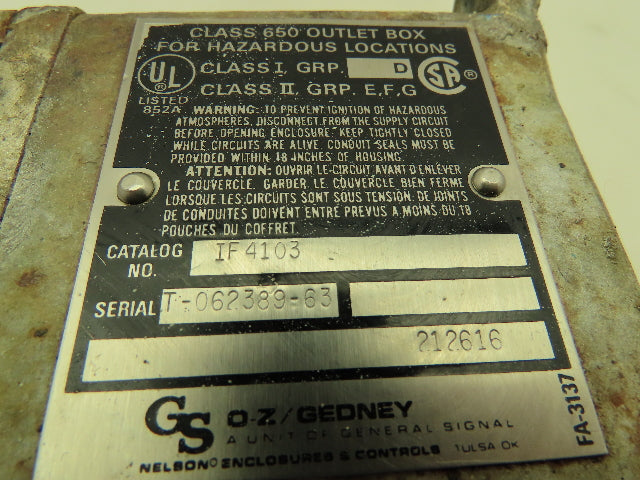 CLASS 650 OUTLET BOX
FOR HAZARDOUS LOCATIONS
UL ® CLASS I, GRP. D SA ®
LISTED 852A CLASS II, GRP. E,F,G
WARNING: TO PREVENT IGNITION OF HAZARDOUS
ATMOSPHERES, DISCONNECT FROM THE SUPPLY CIRCUIT
BEFORE OPENING ENCLOSURE. KEEP TIGHTLY CLOSED
WHILE CIRCUITS ARE ALIVE. CONDUIT SEALS MUST BE
PROVIDED WITHIN 18 INCHES OF HOUSING.
ATTENTION: OUVRIR LE CIRCUIT AVANT D'ENLEVER
LE COUVERCLE. GARDER LE COUVERCLE BIEN FERME
LORSQUE LES CIRCUITS SONT SOUS TENSION. DE JOINTS
DE CONDUITES DOIVENT ENTRE PREVUS A MOINS DU 18
POUCHES DU COFFRET.
CATALOG NO. IF4103
SERIAL T-062389-63
212616
GS O-Z/GEDNEY
A UNIT OF GENERAL SIGNAL
NELSON ENCLOSURES & CONTROLS TULSA OK
FA-3137